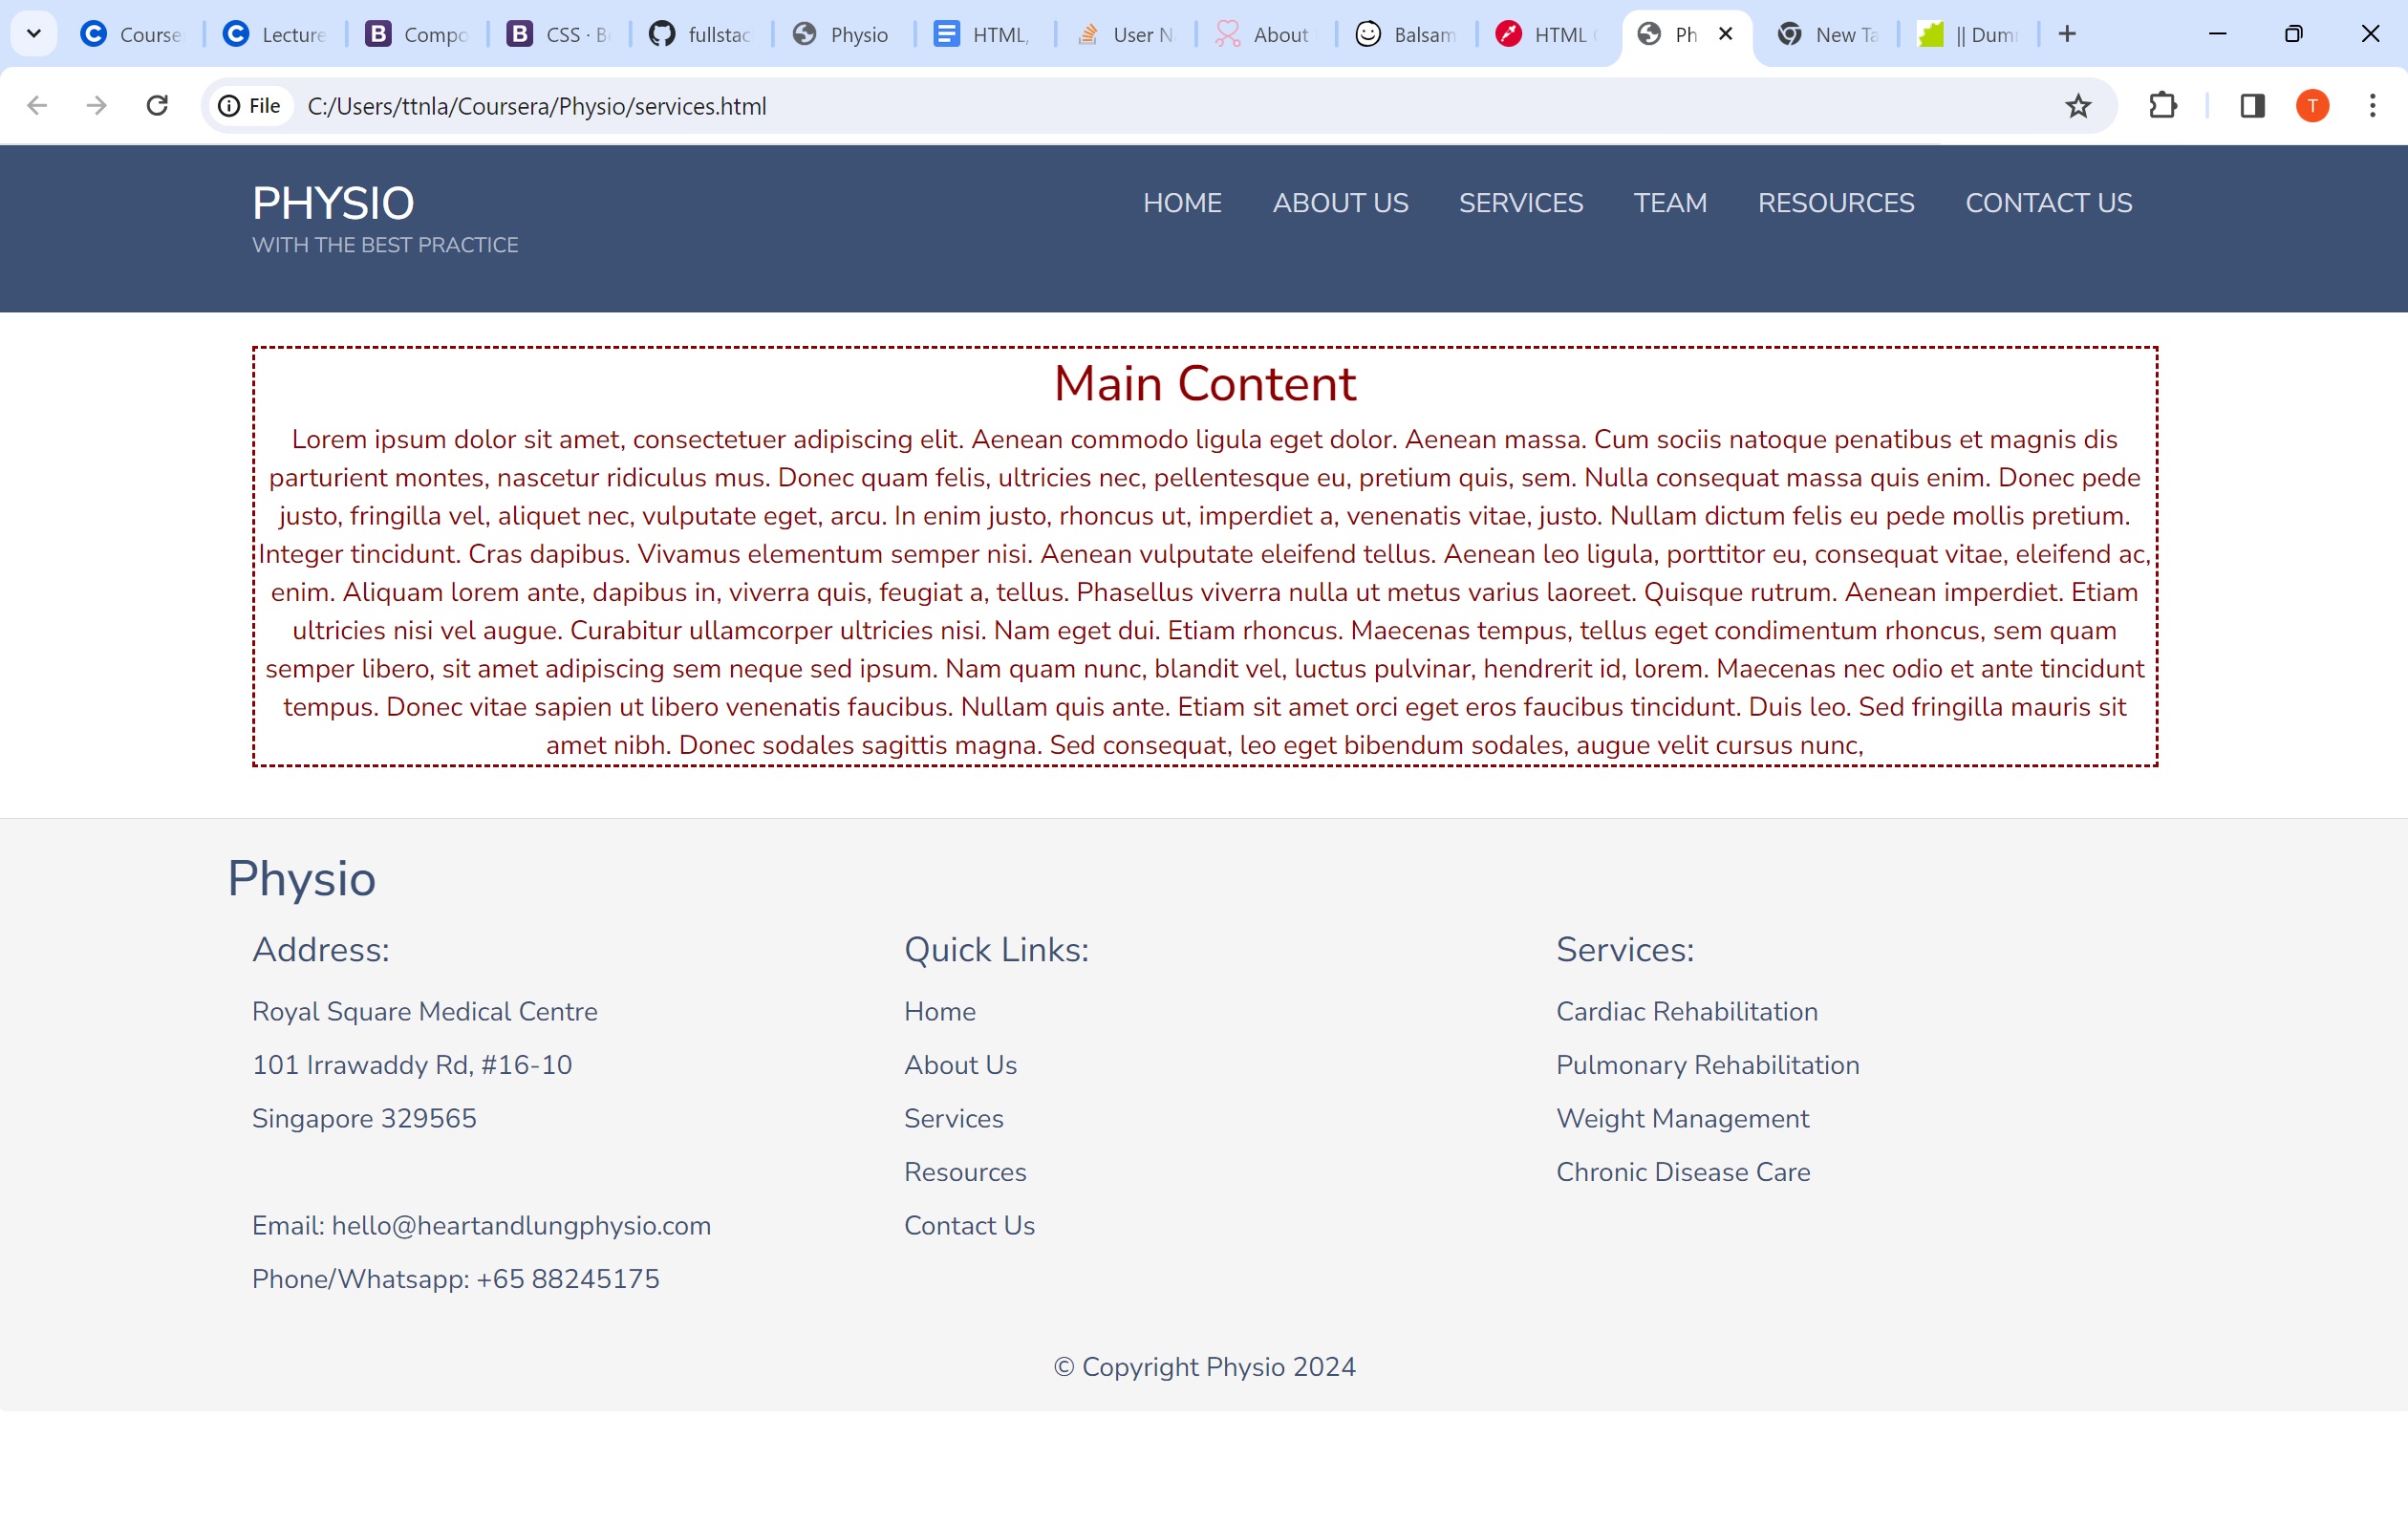 Course
Lecture
Compo
CSS · B
fullstac
Physio
HTML,
User N
About
Balsam
HTML
Ph
New Ta
|| Dum
File
C:/Users/ttnla/Coursera/Physio/services.html
T
PHYSIO
WITH THE BEST PRACTICE
HOME ABOUT US SERVICES TEAM RESOURCES CONTACT US
Main Content
Lorem ipsum dolor sit amet, consectetuer adipiscing elit. Aenean commodo ligula eget dolor. Aenean massa. Cum sociis natoque penatibus et magnis dis
parturient montes, nascetur ridiculus mus. Donec quam felis, ultricies nec, pellentesque eu, pretium quis, sem. Nulla consequat massa quis enim. Donec pede
justo, fringilla vel, aliquet nec, vulputate eget, arcu. In enim justo, rhoncus ut, imperdiet a, venenatis vitae, justo. Nullam dictum felis eu pede mollis pretium.
Integer tincidunt. Cras dapibus. Vivamus elementum semper nisi. Aenean vulputate eleifend tellus. Aenean leo ligula, porttitor eu, consequat vitae, eleifend ac,
enim. Aliquam lorem ante, dapibus in, viverra quis, feugiat a, tellus. Phasellus viverra nulla ut metus varius laoreet. Quisque rutrum. Aenean imperdiet. Etiam
ultricies nisi vel augue. Curabitur ullamcorper ultricies nisi. Nam eget dui. Etiam rhoncus. Maecenas tempus, tellus eget condimentum rhoncus, sem quam
semper libero, sit amet adipiscing sem neque sed ipsum. Nam quam nunc, blandit vel, luctus pulvinar, hendrerit id, lorem. Maecenas nec odio et ante tincidunt
tempus. Donec vitae sapien ut libero venenatis faucibus. Nullam quis ante. Etiam sit amet orci eget eros faucibus tincidunt. Duis leo. Sed fringilla mauris sit
amet nibh. Donec sodales sagittis magna. Sed consequat, leo eget bibendum sodales, augue velit cursus nunc,
Physio
Address:
Royal Square Medical Centre
101 Irrawaddy Rd, #16-10
Singapore 329565
Email: hello@heartandlungphysio.com
Phone/Whatsapp: +65 88245175
Quick Links:
Home
About Us
Services
Resources
Contact Us
Services:
Cardiac Rehabilitation
Pulmonary Rehabilitation
Weight Management
Chronic Disease Care
© Copyright Physio 2024